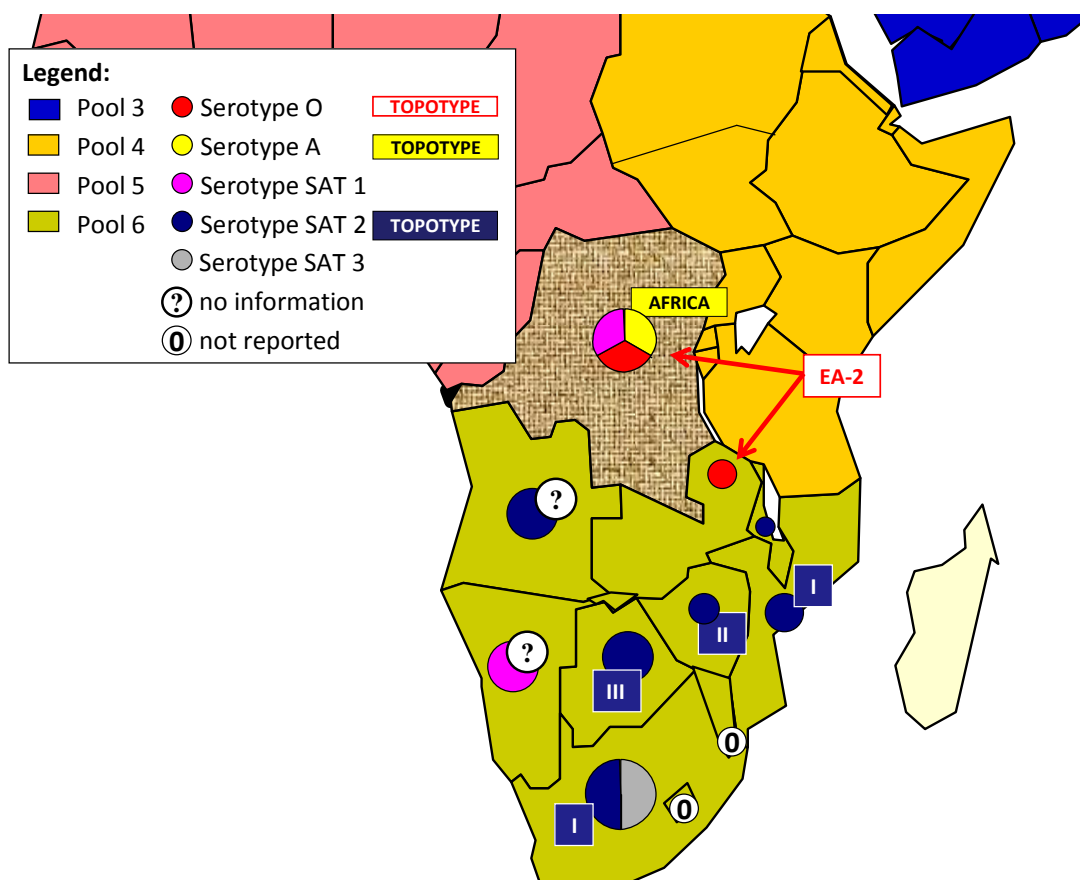 Legend:
Pool 3
Serotype O
TOPOTYPE
Pool 4
Serotype A
TOPOTYPE
Pool 5
Serotype SAT 1
Pool 6
Serotype SAT 2
TOPOTYPE
Serotype SAT 3
? no information
0 not reported
AFRICA
EA-2
?
I
II
?
III
0
0
I